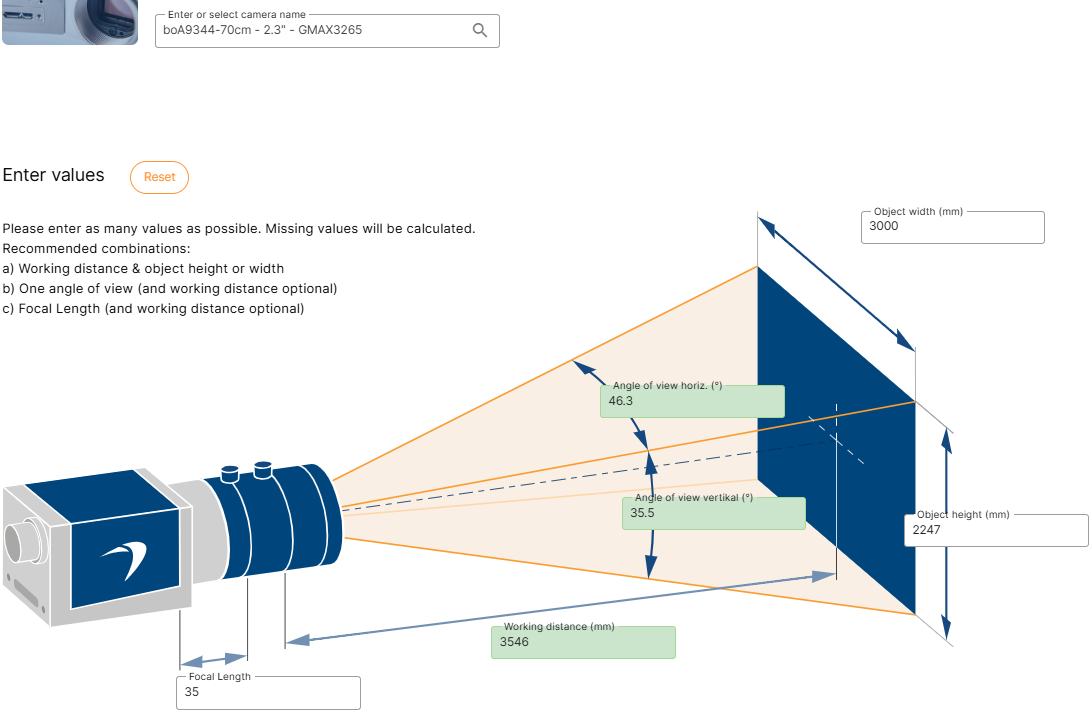 Enter or select camera name
boA9344-70cm - 2.3" - GMAX3265
Enter values
Reset
Please enter as many values as possible. Missing values will be calculated.
Recommended combinations:
a) Working distance & object height or width
b) One angle of view (and working distance optional)
c) Focal Length (and working distance optional)
Object width (mm)
3000
Angle of view horiz. (°)
46.3
Angle of view vertikal (°)
35.5
Object height (mm)
2247
Working distance (mm)
3546
Focal Length
35